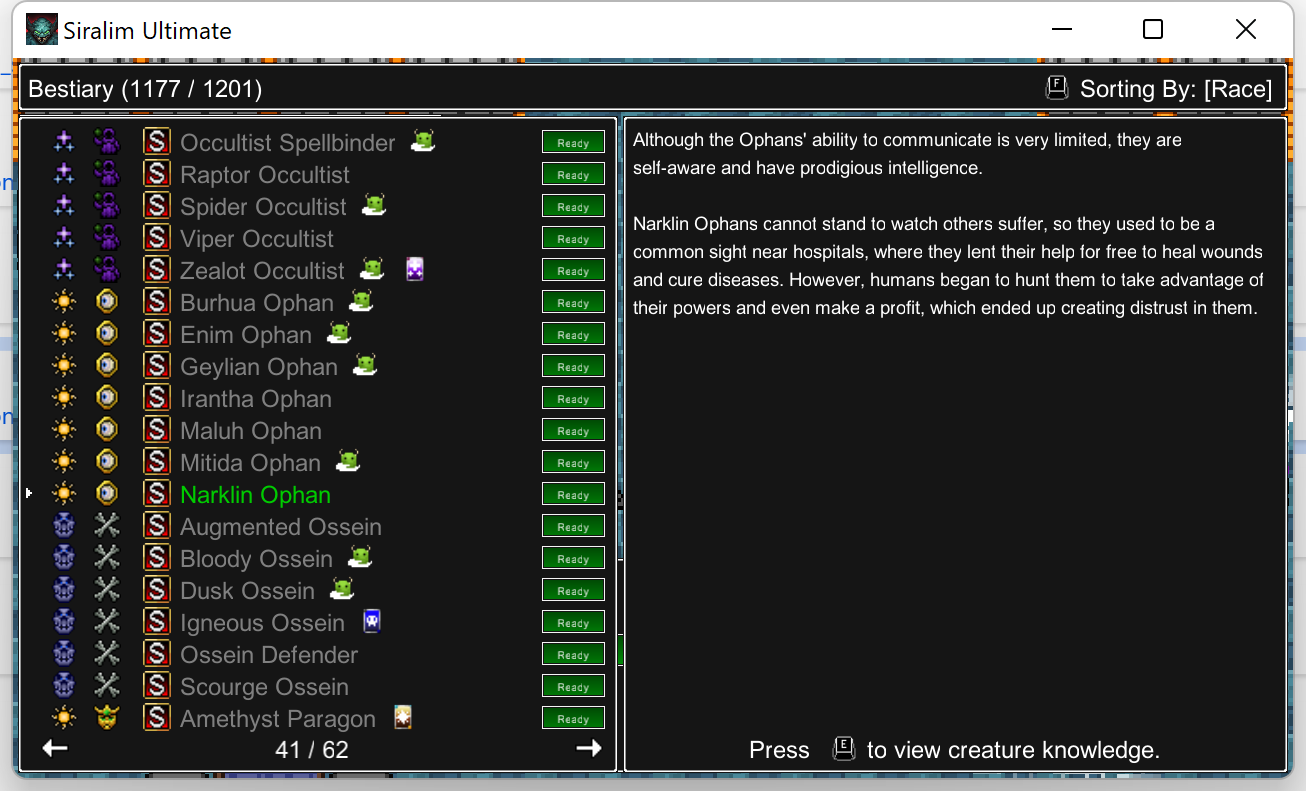 Siralim Ultimate
Bestiary (1177 / 1201)
F Sorting By: [Race]
S Occultist Spellbinder Ready
S Raptor Occultist Ready
S Spider Occultist Ready
S Viper Occultist Ready
S Zealot Occultist Ready
S Burhua Ophan Ready
S Enim Ophan Ready
S Geylian Ophan Ready
S Irantha Ophan Ready
S Maluh Ophan Ready
S Mitida Ophan Ready
S Narklin Ophan Ready
S Augmented Ossein Ready
S Bloody Ossein Ready
S Dusk Ossein Ready
S Igneous Ossein Ready
S Ossein Defender Ready
S Scourge Ossein Ready
S Amethyst Paragon Ready
41 / 62
Although the Ophans' ability to communicate is very limited, they are
self-aware and have prodigious intelligence.
Narklin Ophans cannot stand to watch others suffer, so they used to be a
common sight near hospitals, where they lent their help for free to heal wounds
and cure diseases. However, humans began to hunt them to take advantage of
their powers and even make a profit, which ended up creating distrust in them.
Press E to view creature knowledge.